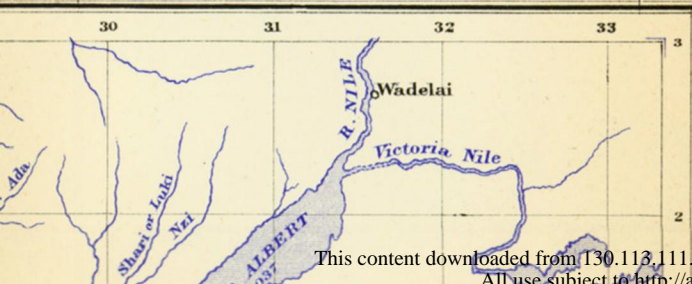 30 31 32 33
3
R. NILE
Wadelai
Victoria Nile
Ada
Shari or Luki
Nzi
2
ALBERT
This content downloaded from 130.113.111.
All use subject to http://a